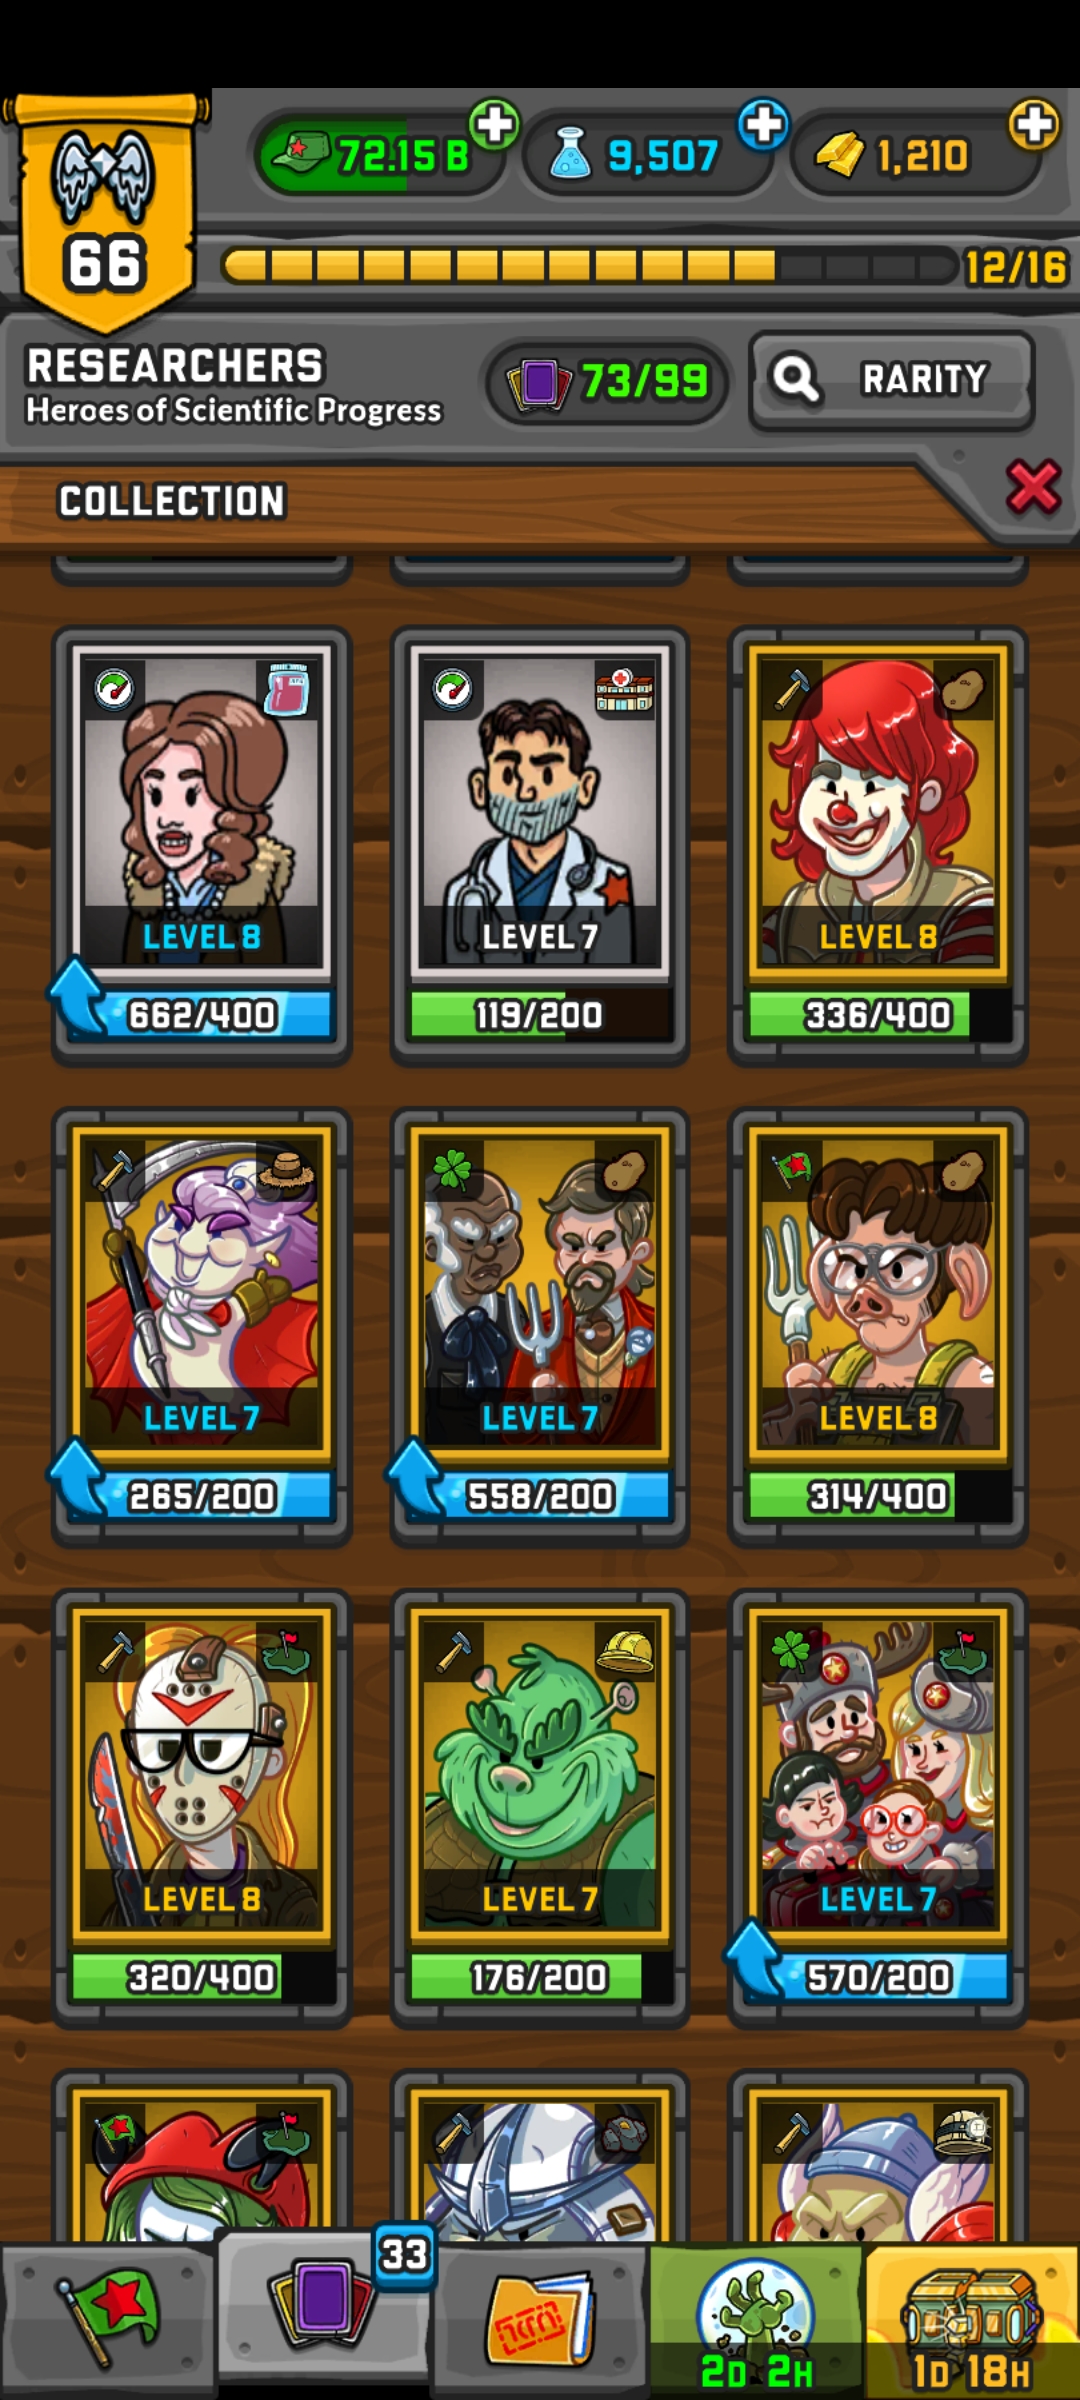 72.15 B
9,507
1,210
66
12/16
RESEARCHERS
Heroes of Scientific Progress
73/99
RARITY
COLLECTION
LEVEL 8
662/400
LEVEL 7
119/200
LEVEL 8
336/400
LEVEL 7
265/200
LEVEL 7
558/200
LEVEL 8
314/400
LEVEL 8
320/400
LEVEL 7
176/200
LEVEL 7
570/200
33
2D 2H
1D 18H